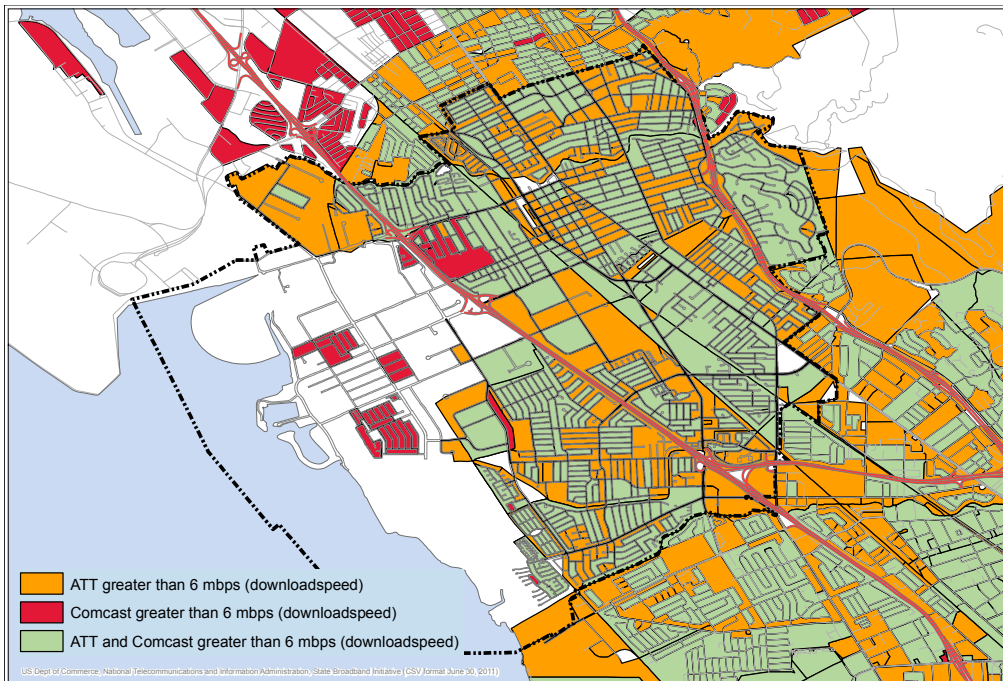 ATT greater than 6 mbps (downloadspeed)
Comcast greater than 6 mbps (downloadspeed)
ATT and Comcast greater than 6 mbps (downloadspeed)
US Dept of Commerce, National Telecommunications and Information Administration, State Broadband Initiative (CSV format June 30, 2011)